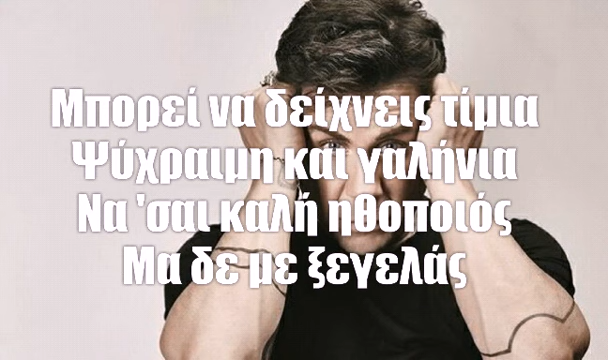 Μπορεί να δείχνεις τίμια
Ψύχραιμη και γαλήνια
Να 'σαι καλή ηθοποιός
Μα δε με ξεγελάς